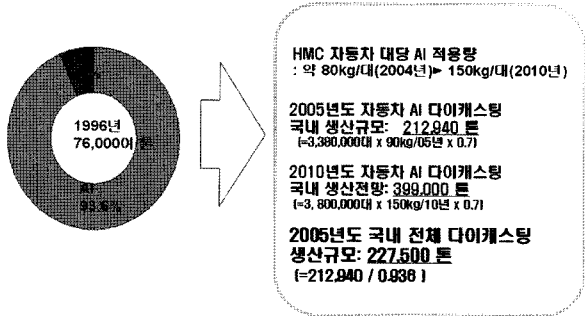 1996년
76,000여 톤
Al
93.6%
HMC 자동차 대당 Al 적용량
: 약 80kg/대(2004년)► 150kg/대(2010년)
2005년도 자동차 Al 다이캐스팅
국내 생산규모: 212,940 톤
(=3,380,000대 x 90kg/05년 x 0.7)
2010년도 자동차 Al 다이캐스팅
국내 생산전망: 399,000 톤
(=3, 800,000대 x 150kg/10년 x 0.7)
2005년도 국내 전체 다이캐스팅
생산규모: 227,500 톤
(=212,940 / 0.936 )